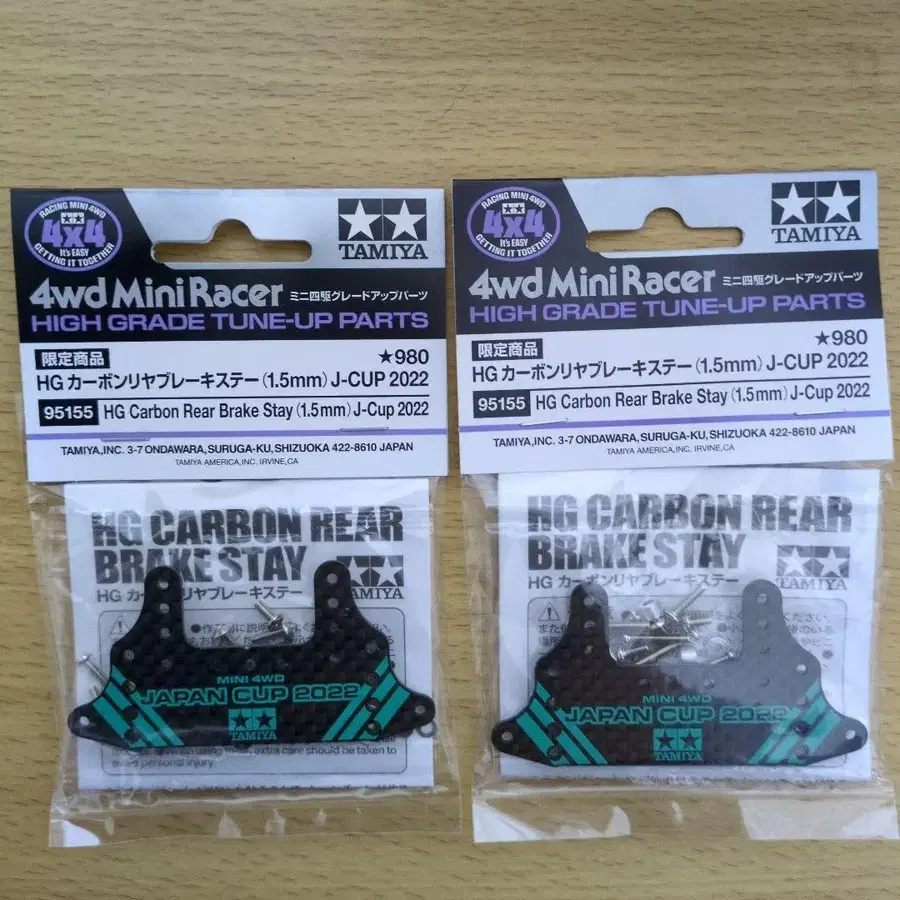 RACING MINI 4WD
4x4
It's EASY
GETTING IT TOGETHER
TAMIYA
4wd Mini Racer ミニ四駆グレードアップパーツ
HIGH GRADE TUNE-UP PARTS
限定商品 ★980
HG カーボンリヤブレーキステー(1.5mm) J-CUP 2022
95155 HG Carbon Rear Brake Stay (1.5mm) J-Cup 2022
TAMIYA,INC. 3-7 ONDAWARA,SURUGA-KU,SHIZUOKA 422-8610 JAPAN
TAMIYA AMERICA,INC. IRVINE,CA
HG CARBON REAR
BRAKE STAY
HG カーボンリヤブレーキステー
TAMIYA
MINI 4WD
JAPAN CUP 2022
TAMIYA
extra care should be taken to
personal injury.
RACING MINI 4WD
4x4
It's EASY
GETTING IT TOGETHER
TAMIYA
4wd Mini Racer ミニ四駆グレードアップパーツ
HIGH GRADE TUNE-UP PARTS
限定商品 ★980
HG カーボンリヤブレーキステー(1.5mm) J-CUP 2022
95155 HG Carbon Rear Brake Stay (1.5mm) J-Cup 2022
TAMIYA,INC. 3-7 ONDAWARA,SURUGA-KU,SHIZUOKA 422-8610 JAPAN
TAMIYA AMERICA,INC. IRVINE,CA
HG CARBON REAR
BRAKE STAY
HG カーボンリヤブレーキステー
TAMIYA
MINI 4WD
JAPAN CUP 2022
TAMIYA